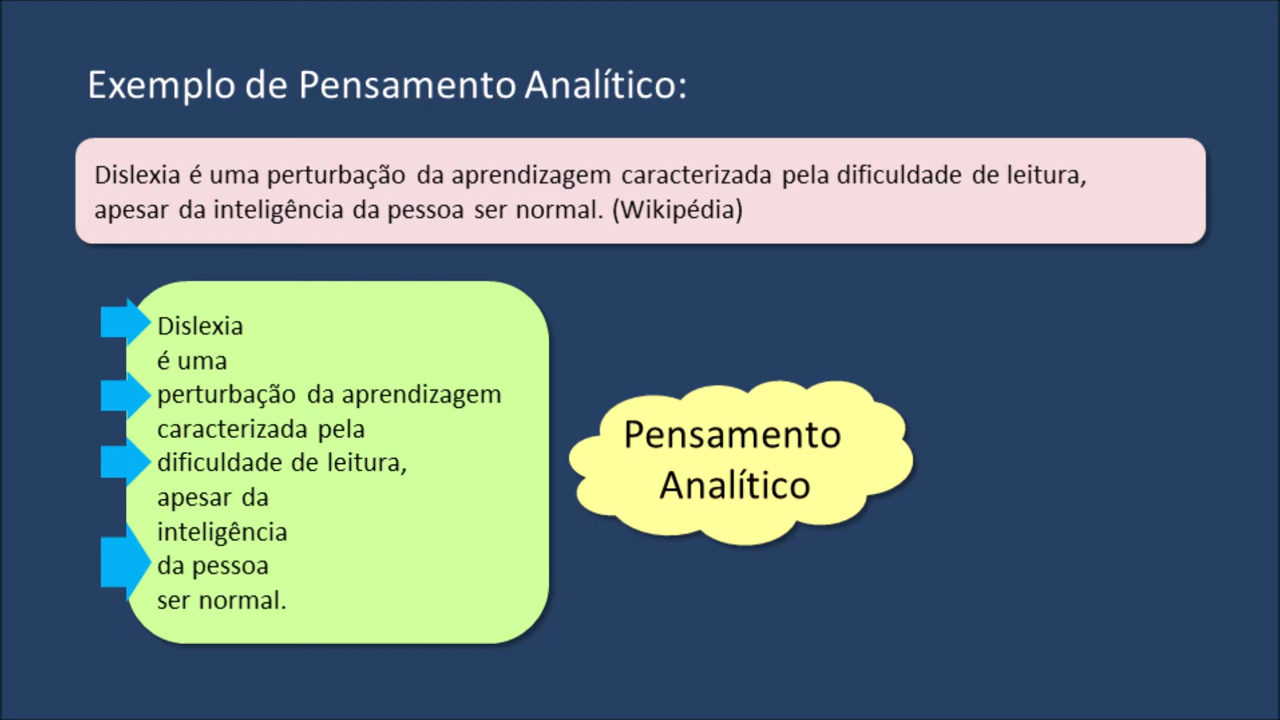 Exemplo de Pensamento Analítico:
Dislexia é uma perturbação da aprendizagem caracterizada pela dificuldade de leitura,
apesar da inteligência da pessoa ser normal. (Wikipédia)
Dislexia
é uma
perturbação da aprendizagem
caracterizada pela
dificuldade de leitura,
apesar da
inteligência
da pessoa
ser normal.
Pensamento
Analítico